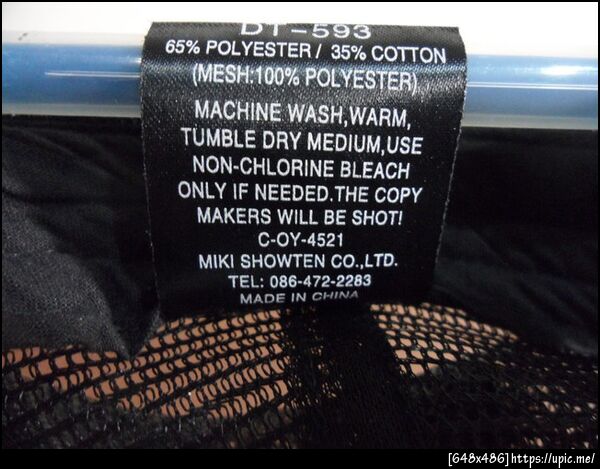 DT-593
65% POLYESTER / 35% COTTON
(MESH:100% POLYESTER)
MACHINE WASH,WARM,
TUMBLE DRY MEDIUM,USE
NON-CHLORINE BLEACH
ONLY IF NEEDED.THE COPY
MAKERS WILL BE SHOT!
C-OY-4521
MIKI SHOWTEN CO.,LTD.
TEL: 086-472-2283
MADE IN CHINA
[648x486]https://upic.me/